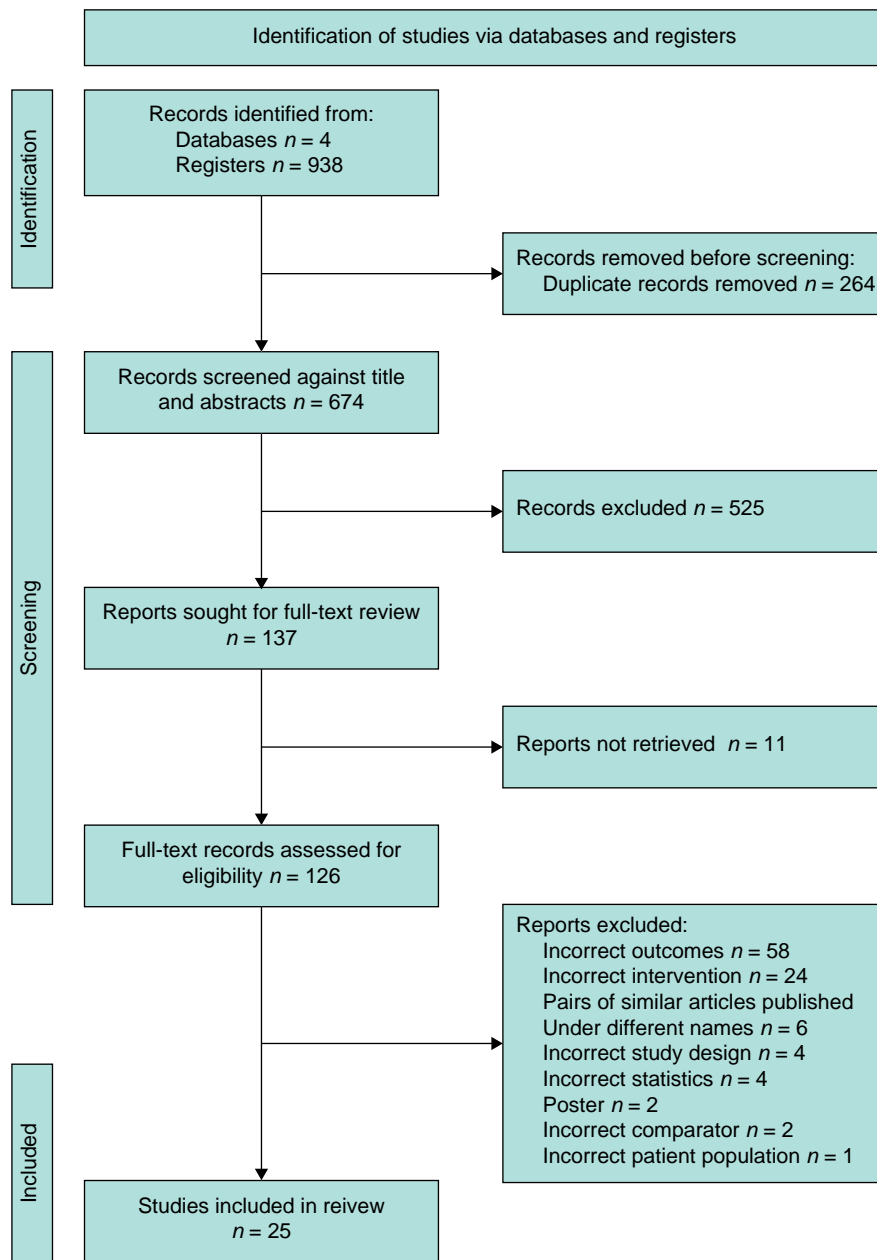 Identification of studies via databases and registers
Identification
Records identified from:
Databases n = 4
Registers n = 938
Records removed before screening:
Duplicate records removed n = 264
Screening
Records screened against title
and abstracts n = 674
Records excluded n = 525
Reports sought for full-text review
n = 137
Reports not retrieved n = 11
Full-text records assessed for
eligibility n = 126
Reports excluded:
Incorrect outcomes n = 58
Incorrect intervention n = 24
Pairs of similar articles published
Under different names n = 6
Incorrect study design n = 4
Incorrect statistics n = 4
Poster n = 2
Incorrect comparator n = 2
Incorrect patient population n = 1
Included
Studies included in reivew
n = 25